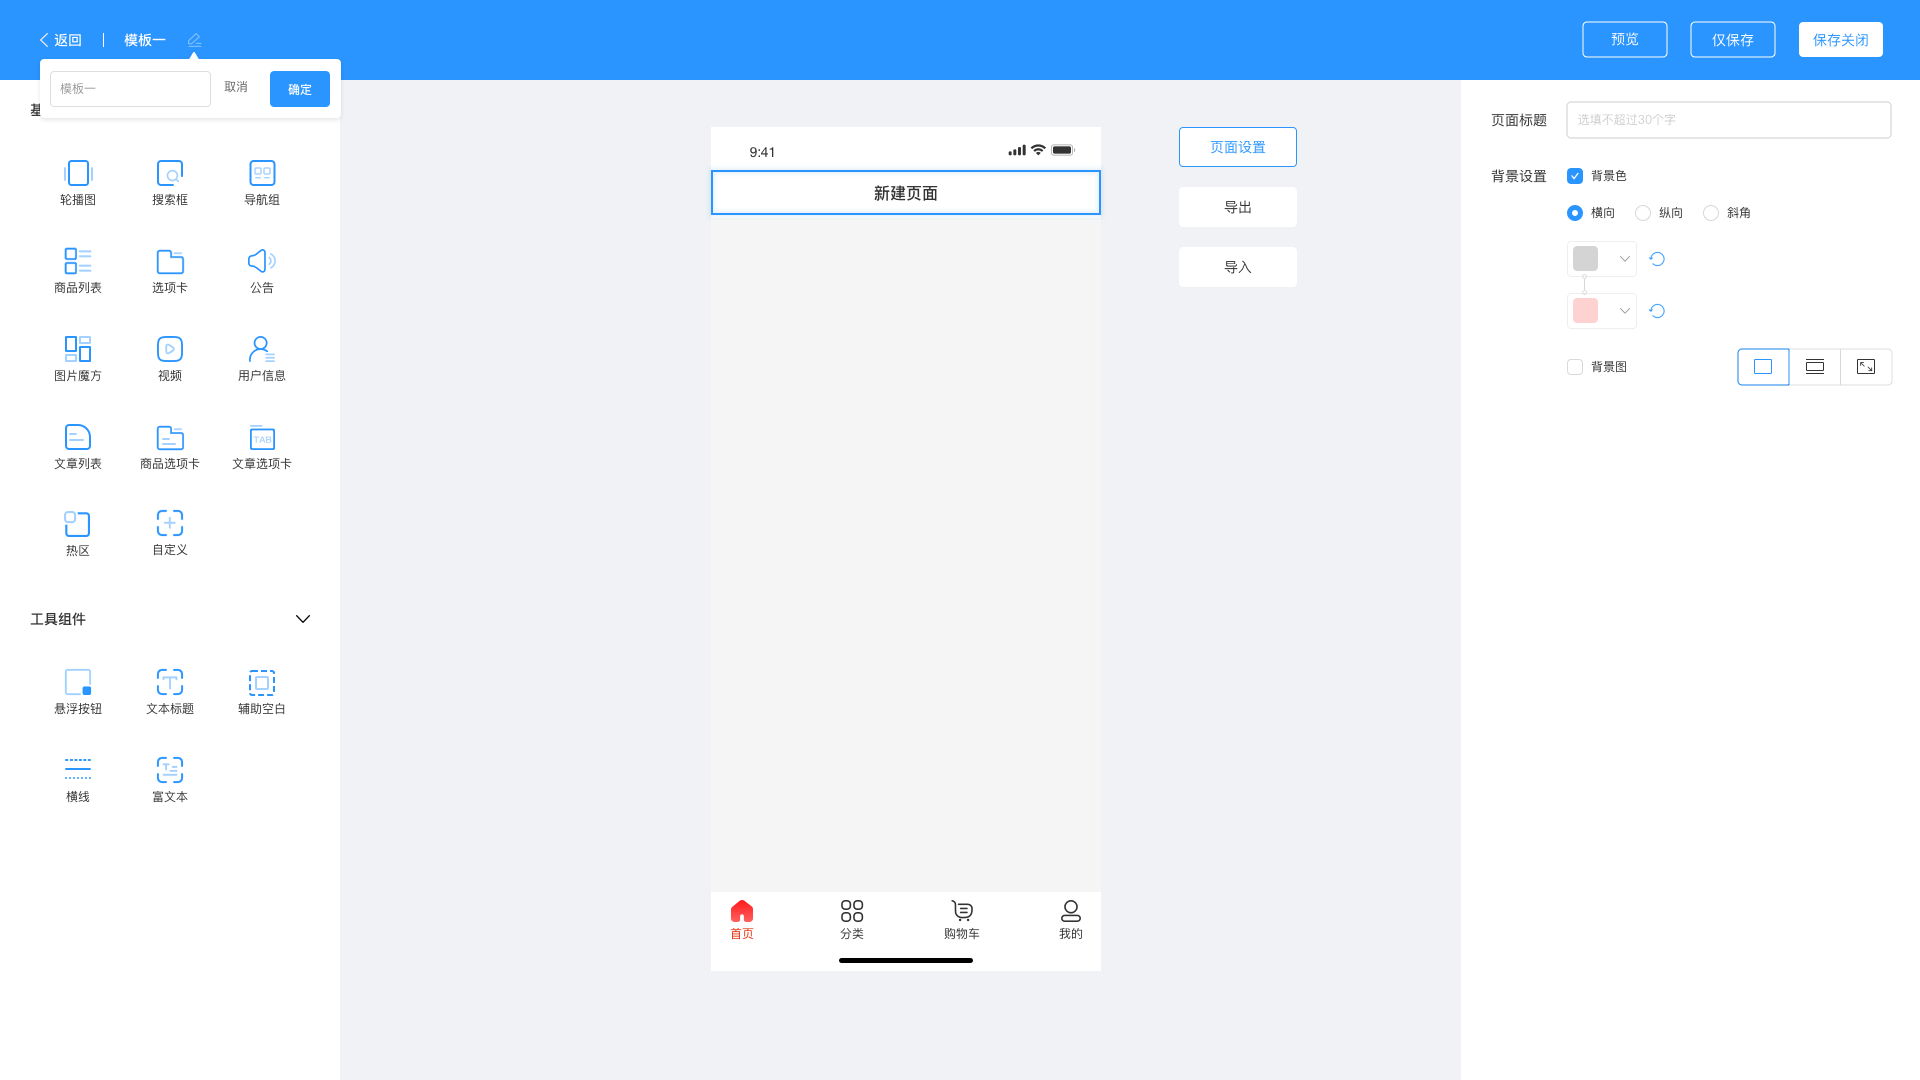 返回
模板一
预览
仅保存
保存关闭
模板一
取消
确定
轮播图
搜索框
导航组
商品列表
选项卡
公告
图片魔方
视频
用户信息
文章列表
商品选项卡
TAB
文章选项卡
热区
自定义
工具组件
悬浮按钮
文本标题
辅助空白
横线
富文本
9:41
新建页面
首页
分类
购物车
我的
页面设置
导出
导入
页面标题
选填不超过30个字
背景设置
背景色
横向
纵向
斜角
背景图